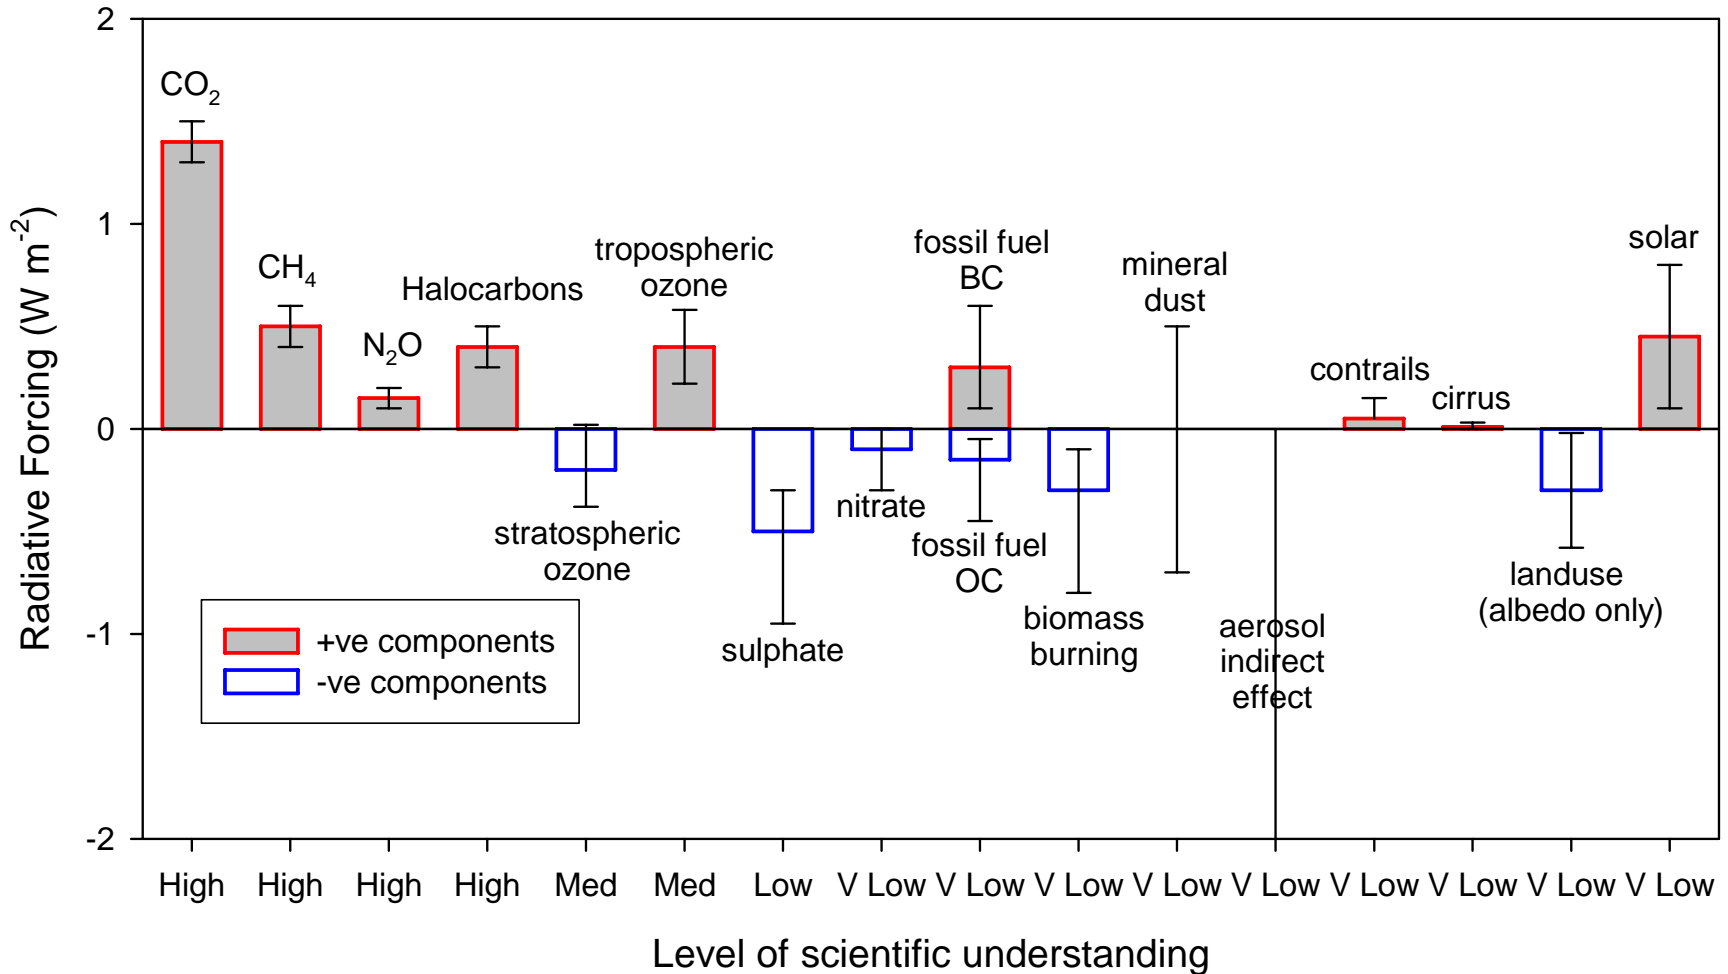 2
1
0
-1
-2
Radiative Forcing (W m⁻²)
CO₂
CH₄
N₂O
Halocarbons
stratospheric
ozone
tropospheric
ozone
sulphate
nitrate
fossil fuel
BC
fossil fuel
OC
biomass
burning
mineral
dust
aerosol
indirect
effect
contrails
cirrus
landuse
(albedo only)
solar
+ve components
-ve components
High High High High Med Med Low V Low V Low V Low V Low V Low V Low V Low V Low V Low
Level of scientific understanding